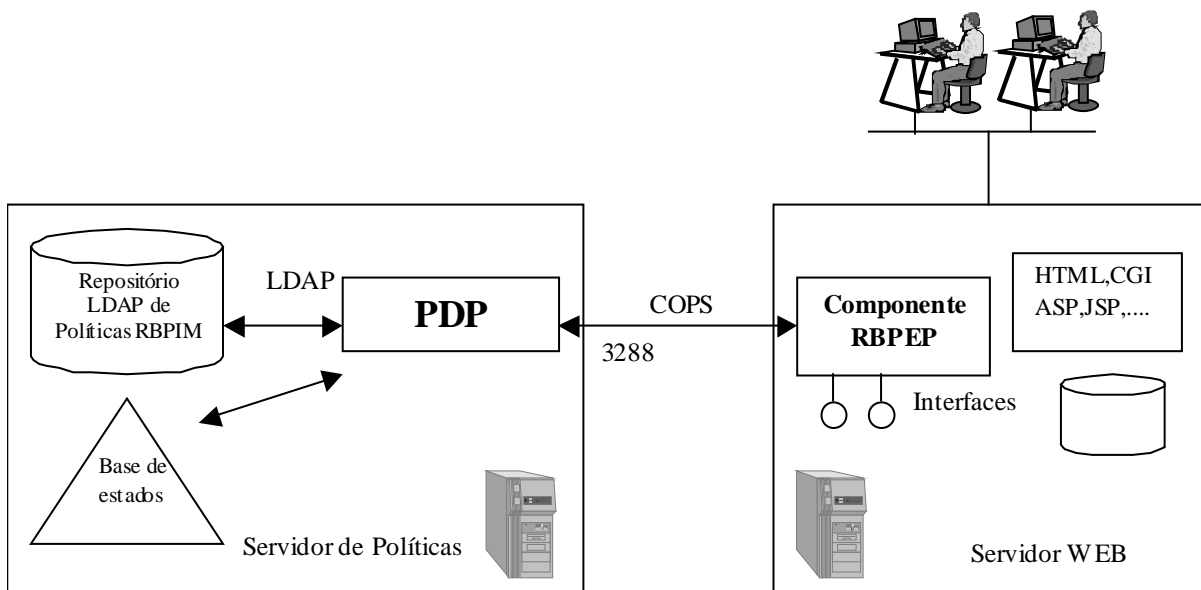 Repositório
LDAP de
Políticas RBPIM
LDAP
PDP
COPS
3288
Componente
RBPEP
HTML,CGI
ASP,JSP,....
Interfaces
Base de
estados
Servidor de Políticas
Servidor WEB